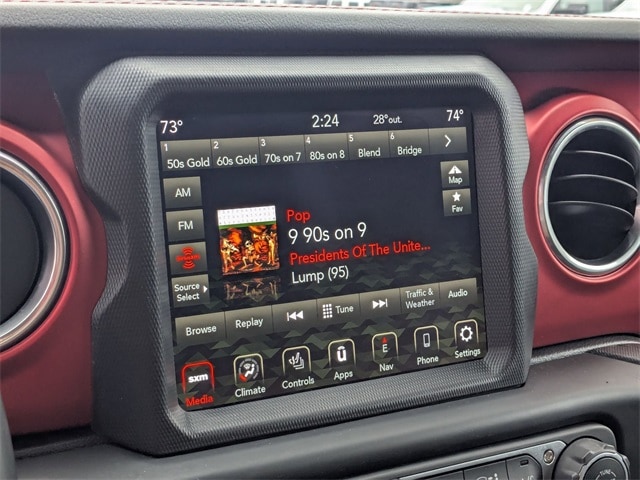 73° 2:24 28°out. 74°
1 2 3 4 5 6
50s Gold 60s Gold 70s on 7 80s on 8 Blend Bridge
AM
Map
FM
Fav
Pop
9 90s on 9
Presidents Of The Unite...
Lump (95)
Source
Select
Browse Replay Tune Traffic & Weather Audio
sxm
Media Climate Controls Apps Nav Phone Settings
E
TUNE